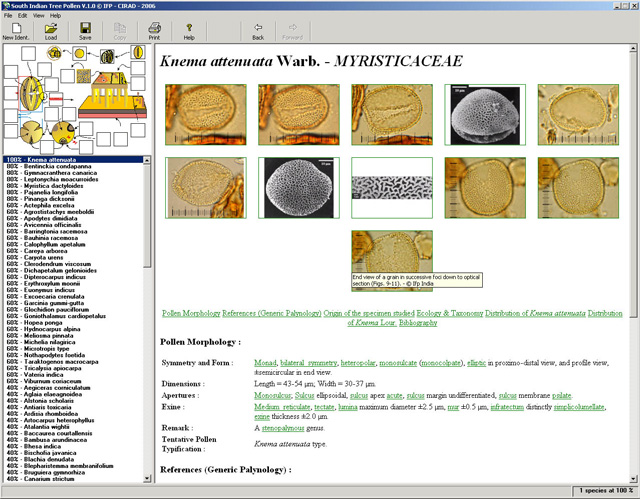 South Indian Tree Pollen V.1.0 © IFP - CIRAD - 2006
File Edit View Help
New Ident. Load Save Copy Print Help Back Forward
Knema attenuata Warb. - MYRISTICACEAE
100% - Knema attenuata
80% - Bentinckia condapanna
80% - Gymnacranthera canarica
80% - Leptonychia moacurroides
80% - Myristica dactyloides
80% - Pajanelia longifolia
80% - Pinanga dicksonii
60% - Actephila excelsa
60% - Agrostistachys meeboldii
60% - Apodytes dimidiata
60% - Avicennia officinalis
60% - Barringtonia racemosa
60% - Bauhinia racemosa
60% - Calophyllum apetalum
60% - Careya arborea
60% - Caryota urens
60% - Clerodendrum viscosum
60% - Dichapetalum gelonioides
60% - Dipterocarpus indicus
60% - Erythroxylum moonii
60% - Euonymus indicus
60% - Excoecaria crenulata
60% - Garcinia gummi-gutta
60% - Glochidion pauciflorum
60% - Goniothalamus cardiopetalus
60% - Hopea ponga
60% - Hydnocarpus alpina
60% - Meliosma pinnata
60% - Michelia nilagirica
60% - Microtropis type
60% - Nothapodytes foetida
60% - Taraktogenos macrocarpa
60% - Tricalysia apiocarpa
60% - Vateria indica
60% - Viburnum coriaceum
40% - Aegiceras corniculatum
40% - Aglaia elaeagnoidea
40% - Alstonia scholaris
40% - Antiaris toxicaria
40% - Ardisia rhomboidea
40% - Artocarpus heterophyllus
40% - Atalantia wightii
40% - Baccaurea courtallensis
40% - Bambusa arundinacea
40% - Bhesa indica
40% - Bischofia javanica
40% - Blachia denudata
40% - Blepharistemma membranifolium
40% - Bruguiera gymnorhiza
40% - Canarium strictum
End view of a grain in successive foci down to optical
section (Figs. 9-11). - © Ifp India
Pollen Morphology References (Generic Palynology) Origin of the specimen studied Ecology & Taxonomy Distribution of Knema attenuata Distribution
of Knema Lour. Bibliography
Pollen Morphology :
Symmetry and Form : Monad, bilateral symmetry, heteropolar, monosulcate (monocolpate), elliptic in proximo-distal view, and profile view,
±semicircular in end view.
Dimensions : Length = 43-54 µm; Width = 30-37 µm.
Apertures : Monosulcus; Sulcus ellipsoidal, sulcus apex acute, sulcus margin undifferentiated, sulcus membrane psilate.
Exine : Medium reticulate, tectate, lumina maximum diameter ±2.5 µm, mur ±0.5 µm, infratectum distinctly simplicolumellate,
exine thickness ±2.0 µm.
Remark : A stenopalynous genus.
Tentative Pollen
Typification : Knema attenuata type.
References (Generic Palynology) :
1 species at 100 %